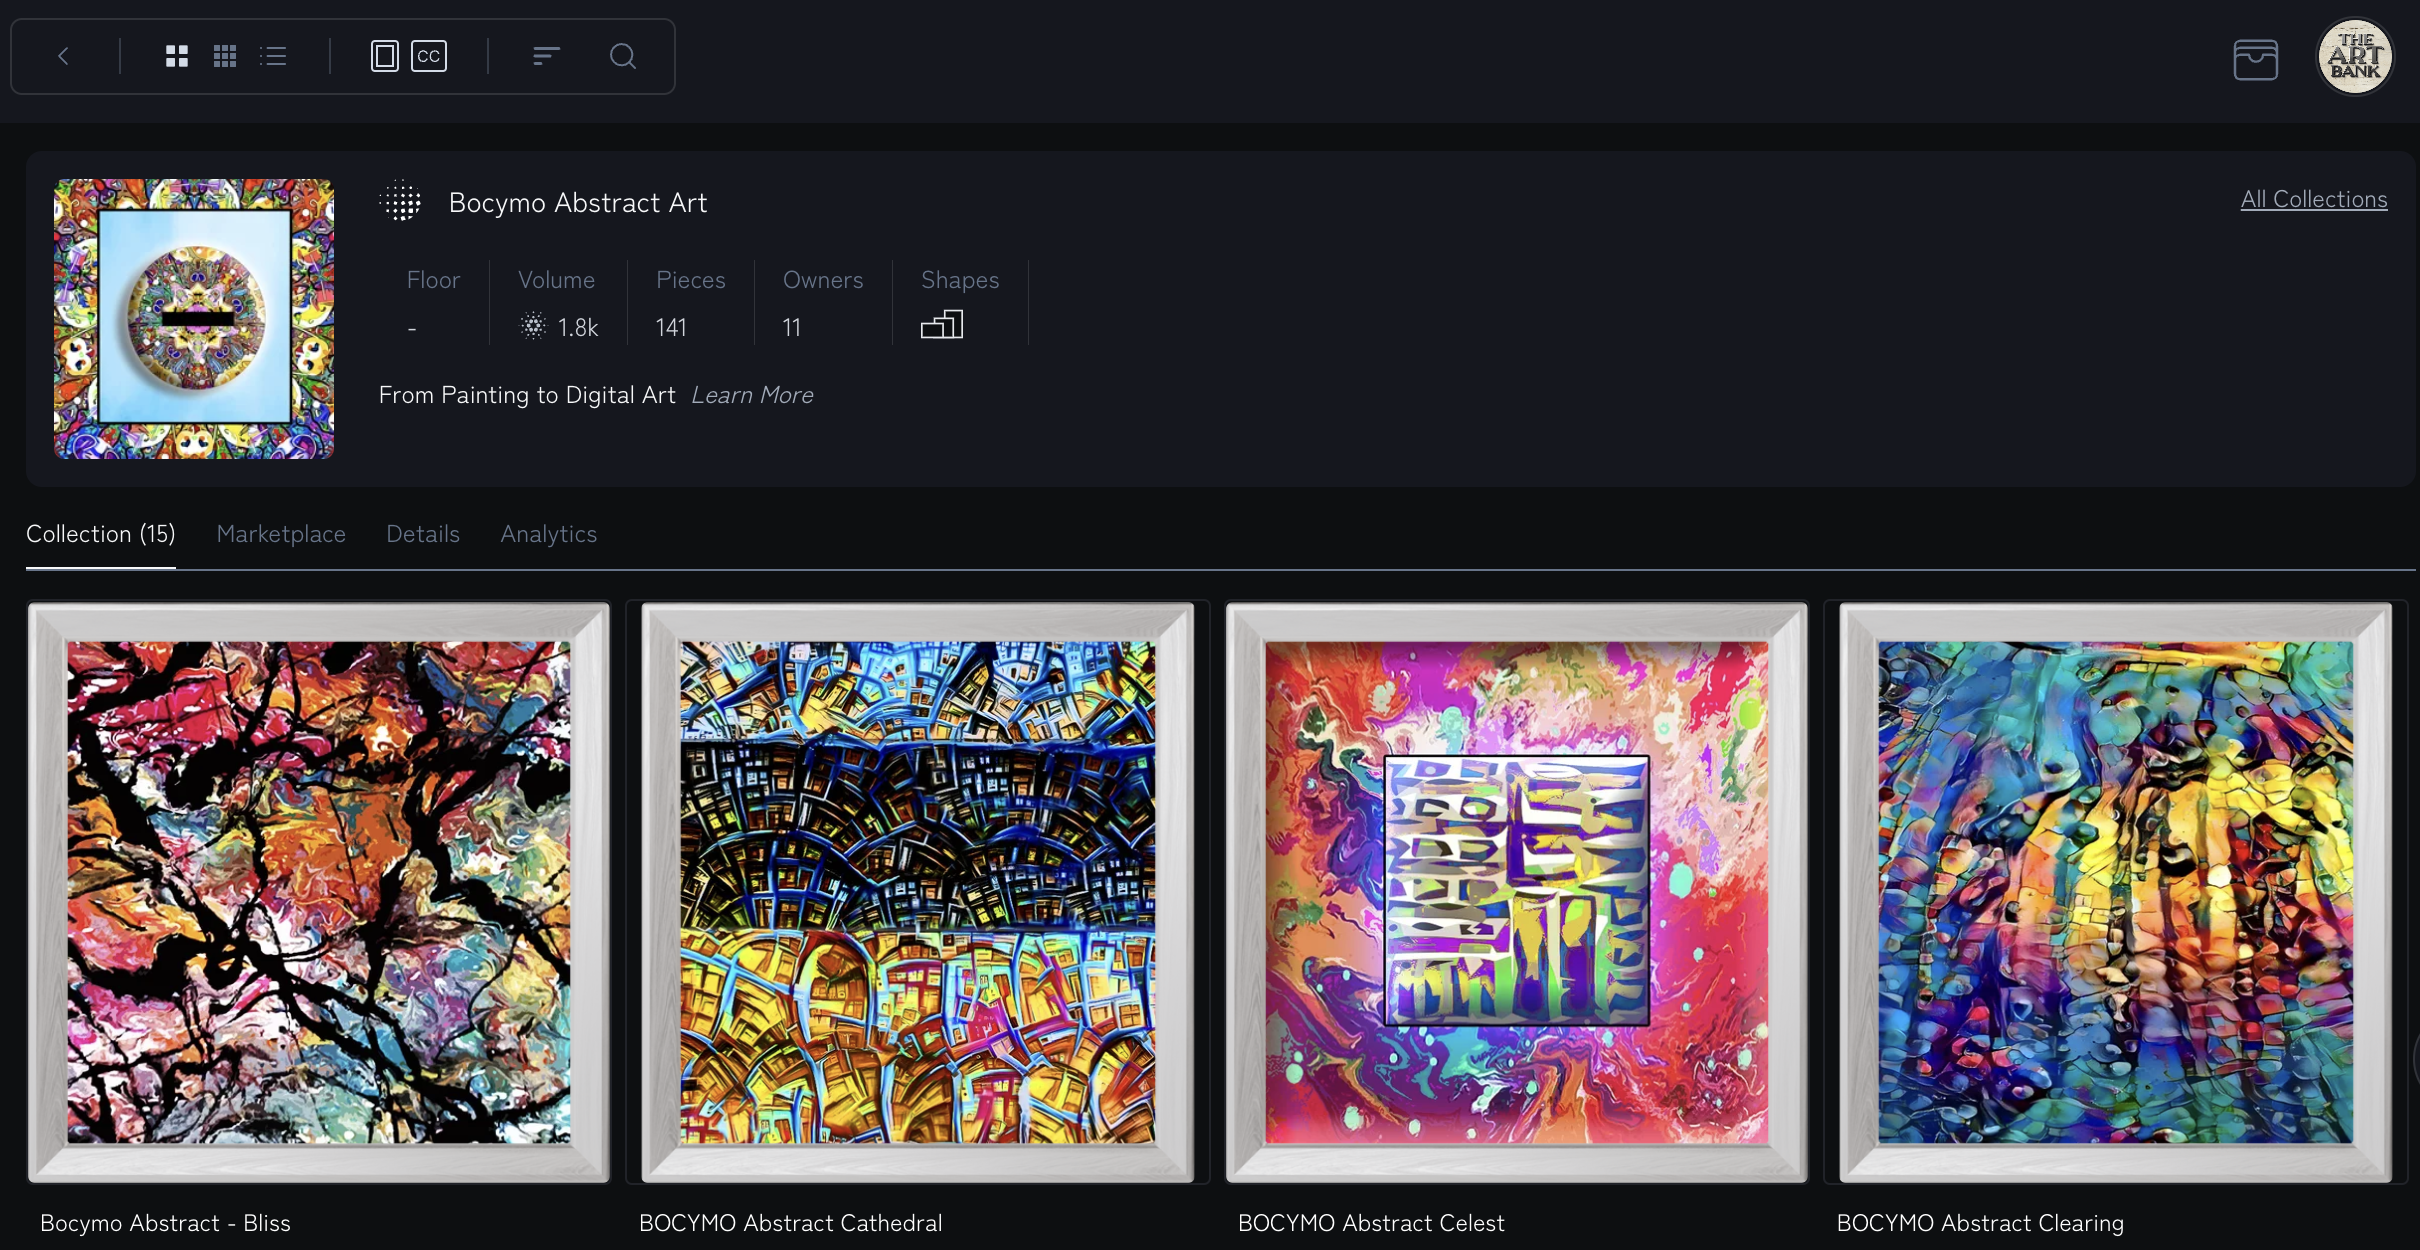 CC
THE
ART
BANK
Bocymo Abstract Art
All Collections
Floor
-
Volume
1.8k
Pieces
141
Owners
11
Shapes
From Painting to Digital Art Learn More
Collection (15) Marketplace Details Analytics
Bocymo Abstract - Bliss
BOCYMO Abstract Cathedral
BOCYMO Abstract Celest
BOCYMO Abstract Clearing